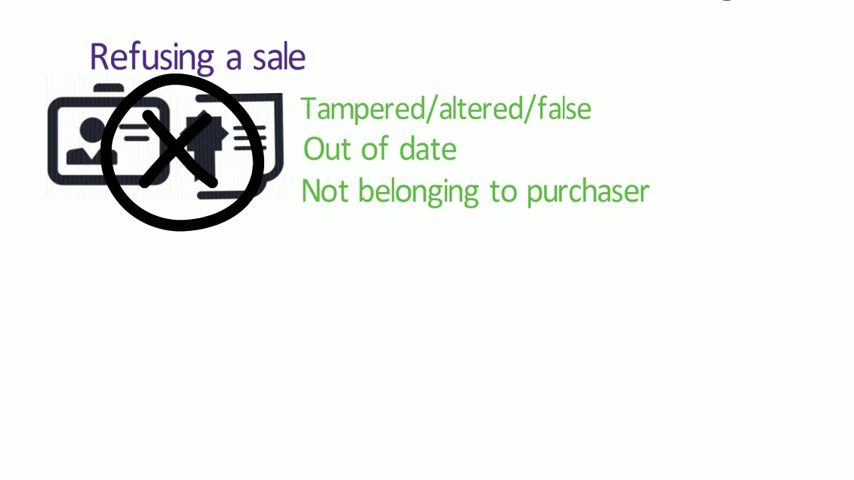 Refusing a sale
Tampered/altered/false
Out of date
Not belonging to purchaser